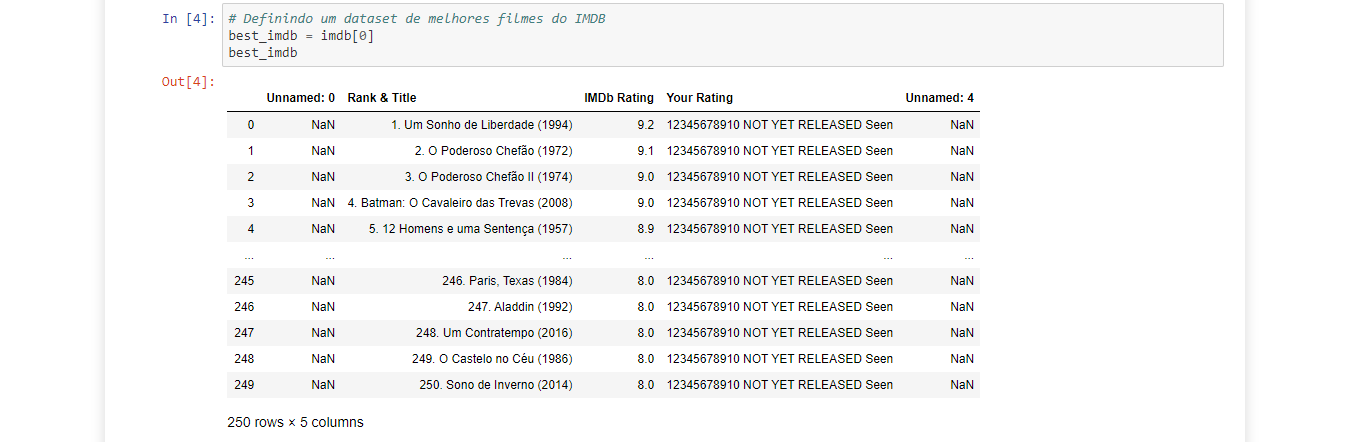 In [4]: # Definindo um dataset de melhores filmes do IMDB
best_imdb = imdb[0]
best_imdb
Out[4]:
Unnamed: 0 Rank & Title IMDb Rating Your Rating Unnamed: 4
0 NaN 1. Um Sonho de Liberdade (1994) 9.2 12345678910 NOT YET RELEASED Seen NaN
1 NaN 2. O Poderoso Chefão (1972) 9.1 12345678910 NOT YET RELEASED Seen NaN
2 NaN 3. O Poderoso Chefão II (1974) 9.0 12345678910 NOT YET RELEASED Seen NaN
3 NaN 4. Batman: O Cavaleiro das Trevas (2008) 9.0 12345678910 NOT YET RELEASED Seen NaN
4 NaN 5. 12 Homens e uma Sentença (1957) 8.9 12345678910 NOT YET RELEASED Seen NaN
... ... ... ... ... ...
245 NaN 246. Paris, Texas (1984) 8.0 12345678910 NOT YET RELEASED Seen NaN
246 NaN 247. Aladdin (1992) 8.0 12345678910 NOT YET RELEASED Seen NaN
247 NaN 248. Um Contratempo (2016) 8.0 12345678910 NOT YET RELEASED Seen NaN
248 NaN 249. O Castelo no Céu (1986) 8.0 12345678910 NOT YET RELEASED Seen NaN
249 NaN 250. Sono de Inverno (2014) 8.0 12345678910 NOT YET RELEASED Seen NaN
250 rows × 5 columns